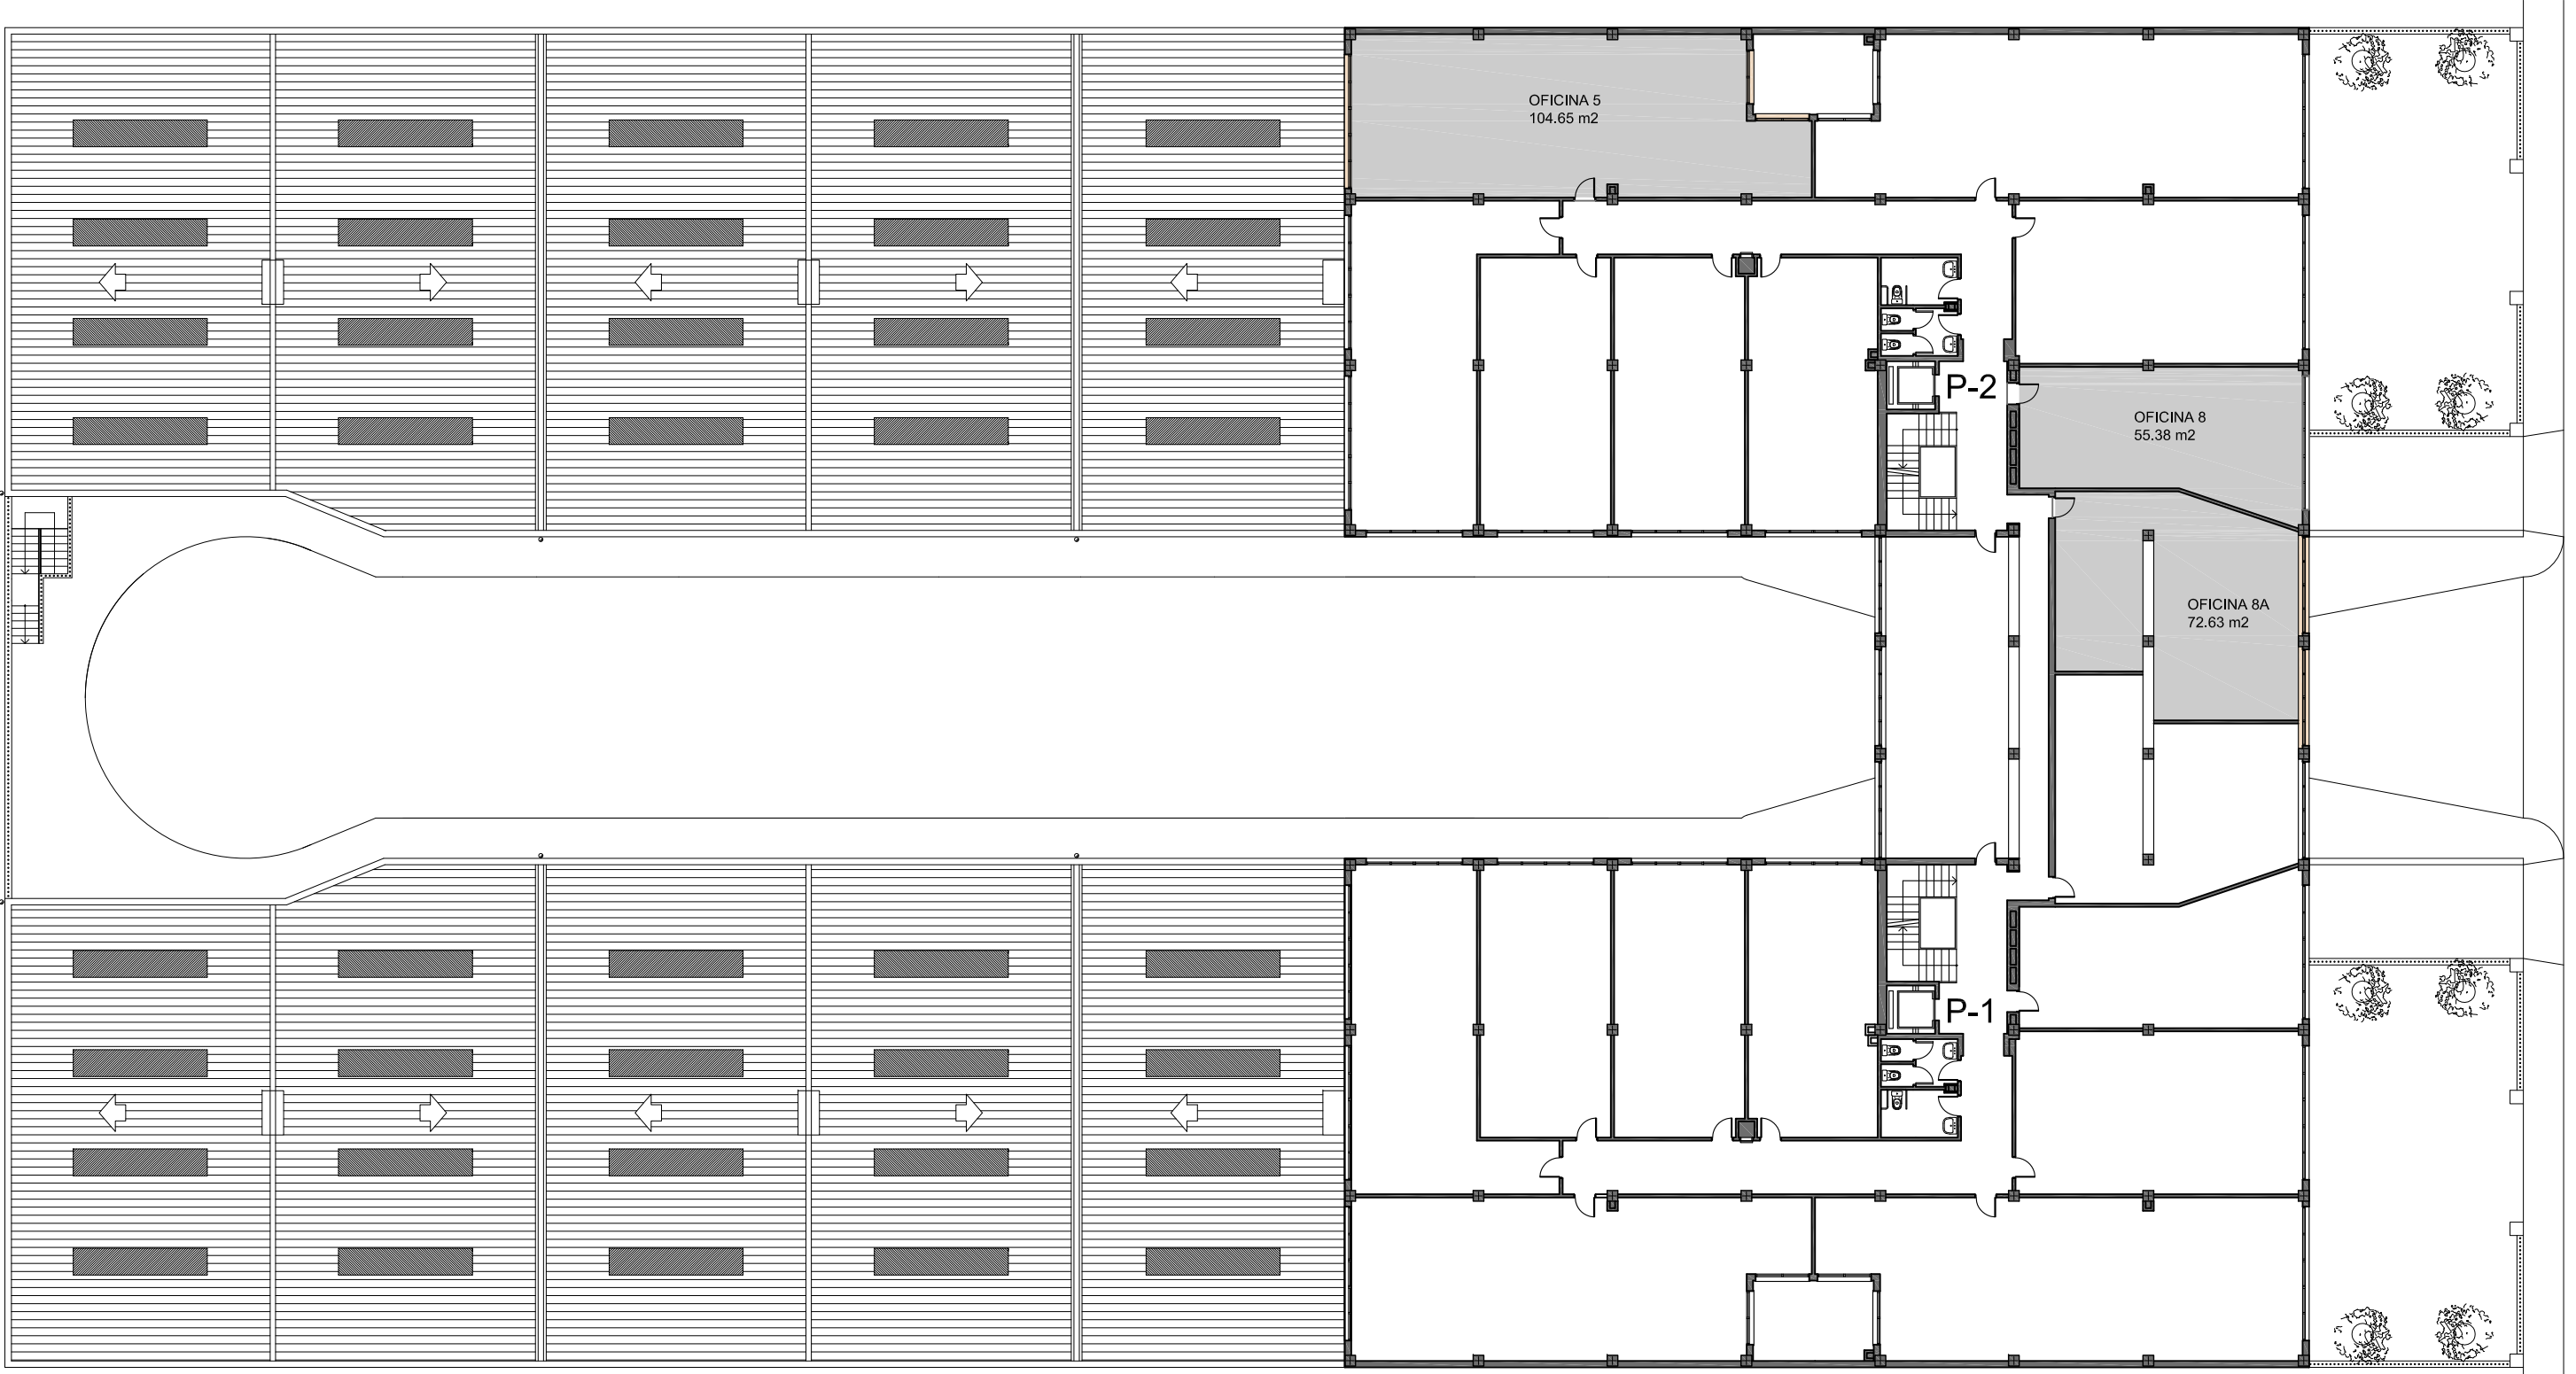 OFICINA 5
104.65 m2
P-2
OFICINA 8
55.38 m2
OFICINA 8A
72.63 m2
P-1